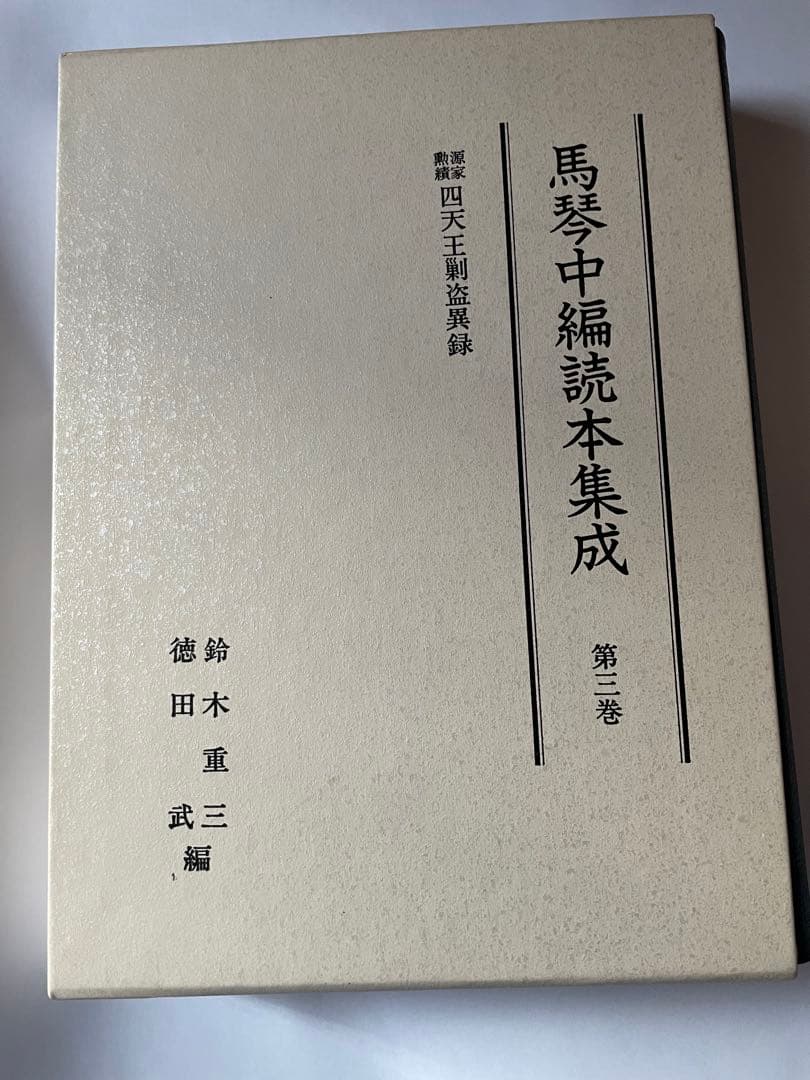 馬琴中編読本集成
第三巻
源家
勲績
四天王剿盗異録
鈴木重三
徳田武
編